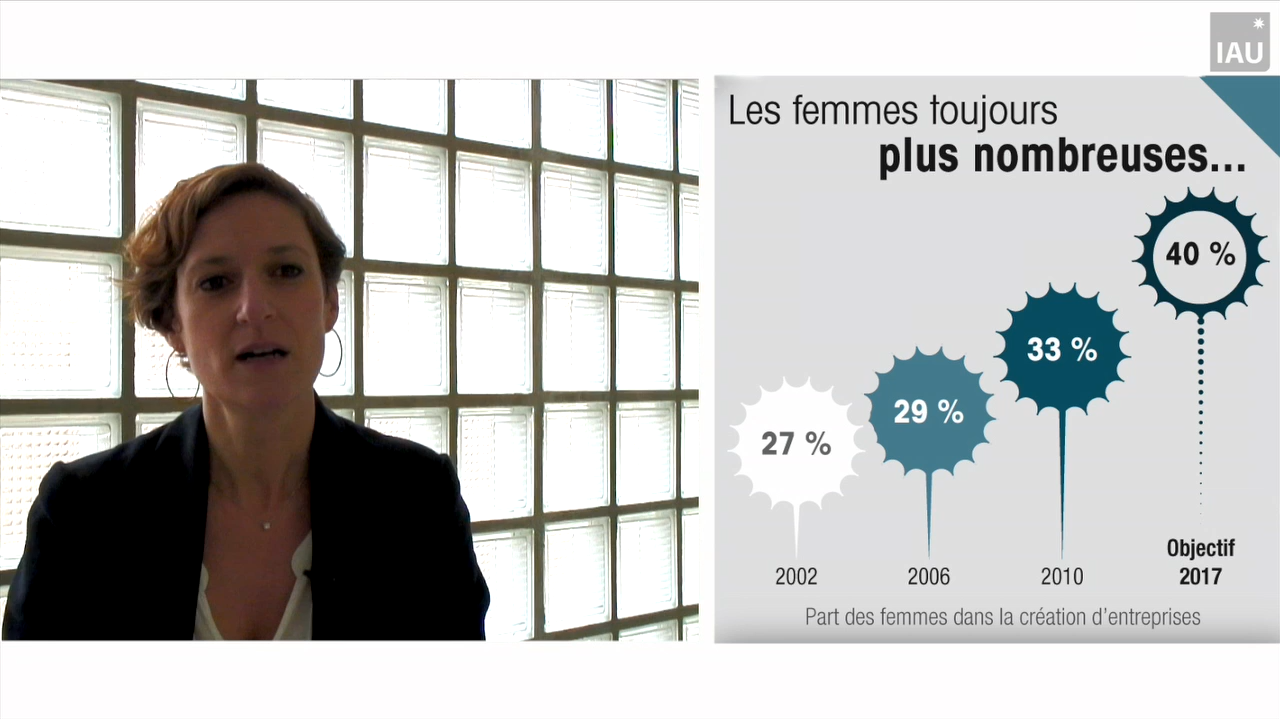 IAU
Les femmes toujours
plus nombreuses...
40 %
33 %
29 %
27 %
2002
2006
2010
Objectif
2017
Part des femmes dans la création d'entreprises